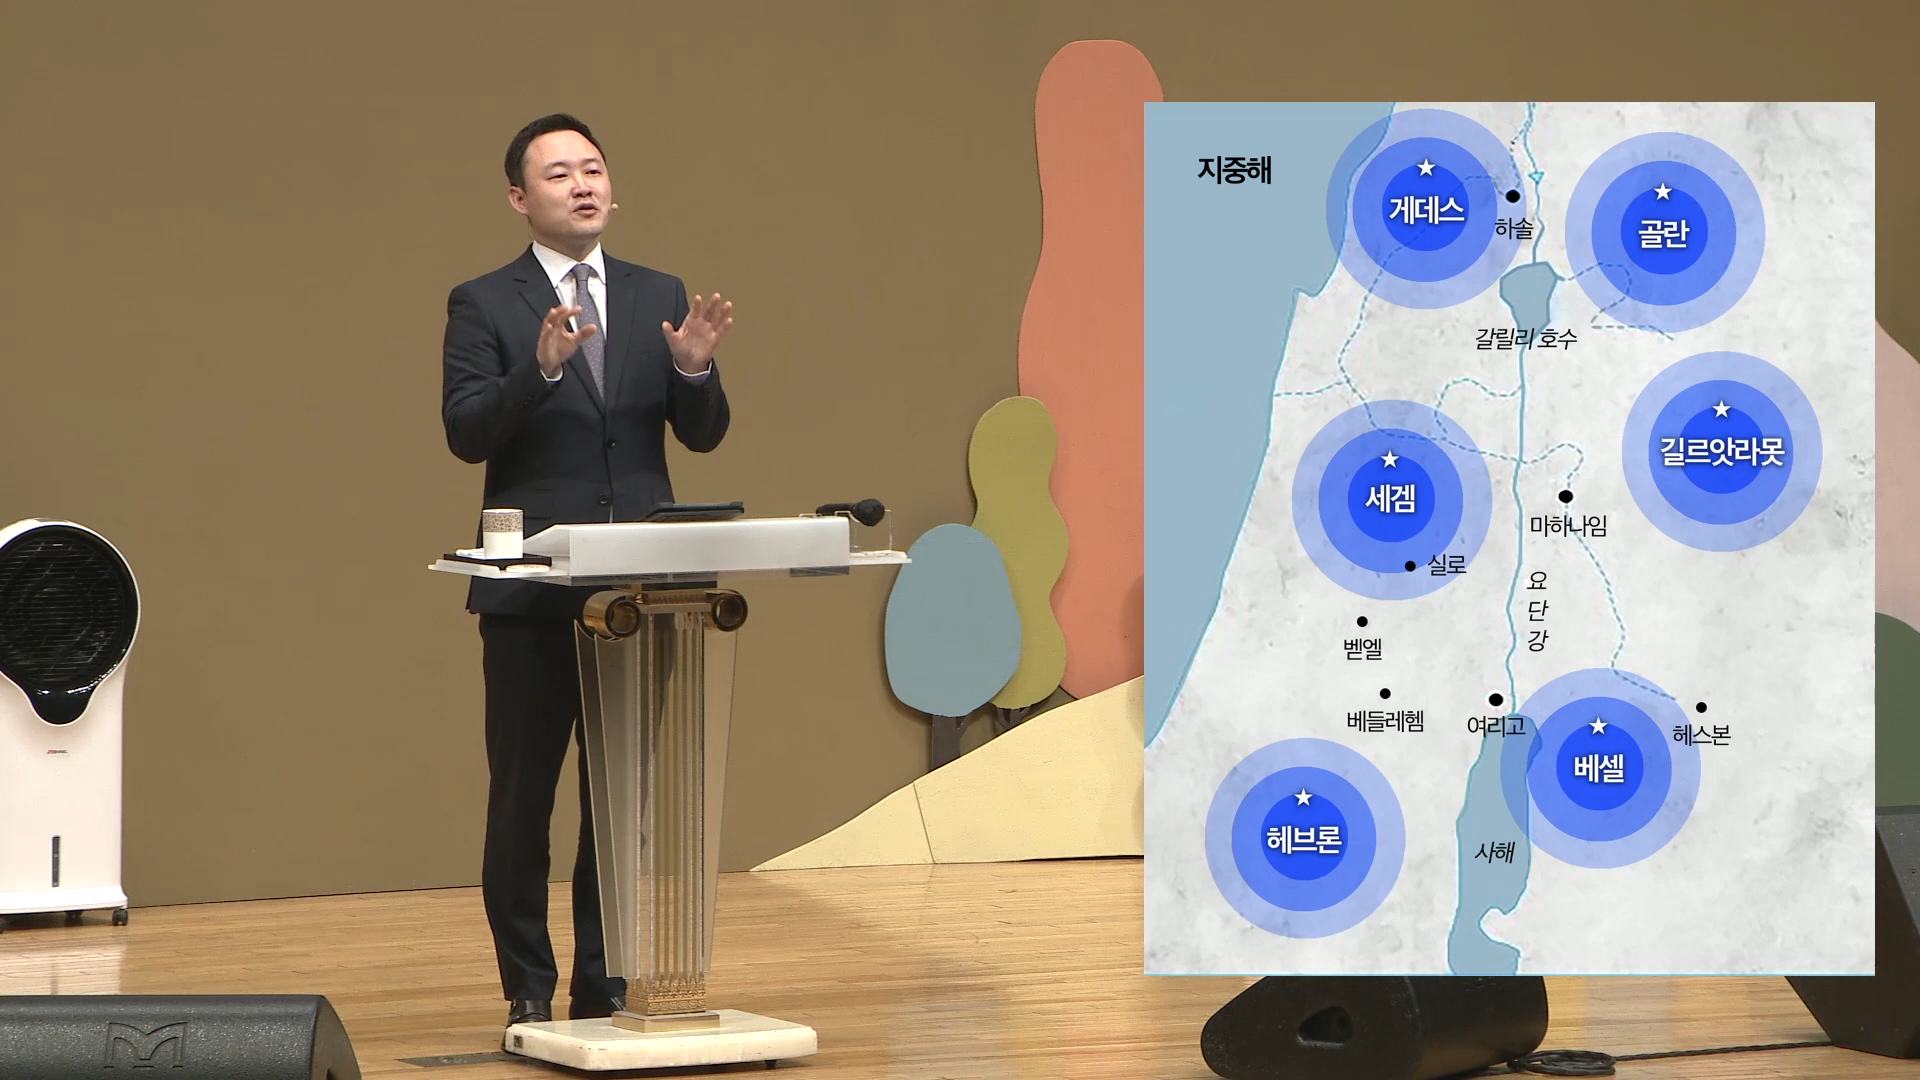 지중해
게데스
하솔
골란
갈릴리 호수
길르앗라못
세겜
마하나임
실로
요
단
강
벧엘
베들레헴
여리고
헤스본
베셀
헤브론
사해